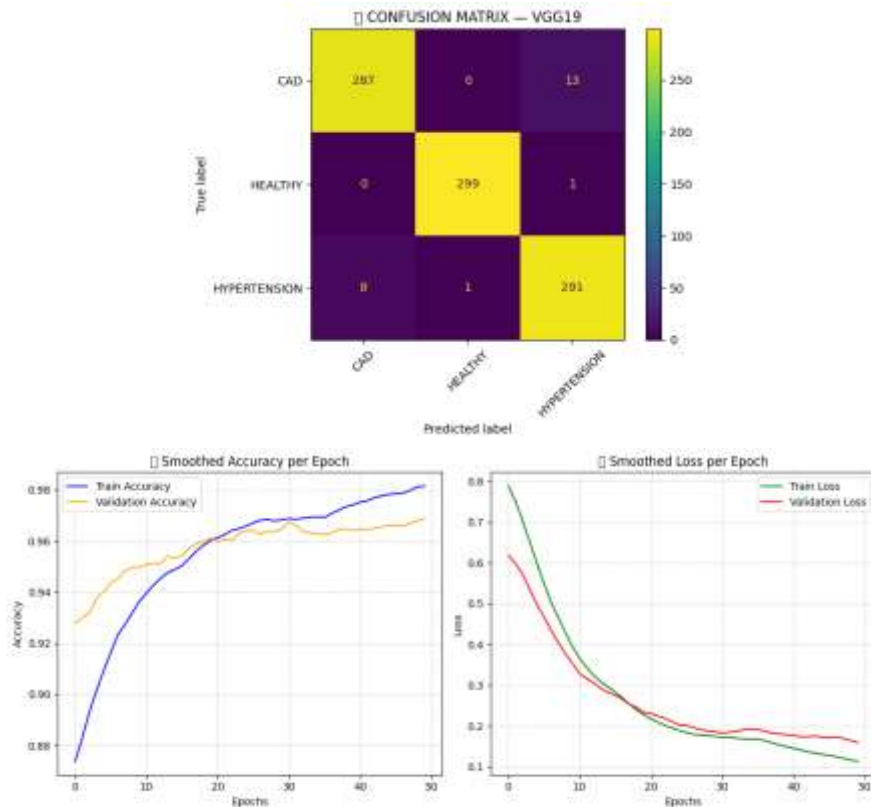 ▯ CONFUSION MATRIX — VGG19
CAD
287
0
13
HEALTHY
0
299
1
HYPERTENSION
8
1
291
CAD
HEALTHY
HYPERTENSION
True label
Predicted label
250
200
150
100
50
0
▯ Smoothed Accuracy per Epoch
Train Accuracy
Validation Accuracy
0.98
0.96
0.94
0.92
0.90
0.88
Accuracy
0 10 20 30 40 50
Epochs
▯ Smoothed Loss per Epoch
Train Loss
Validation Loss
0.8
0.7
0.6
0.5
0.4
0.3
0.2
0.1
Loss
0 10 20 30 40 50
Epochs